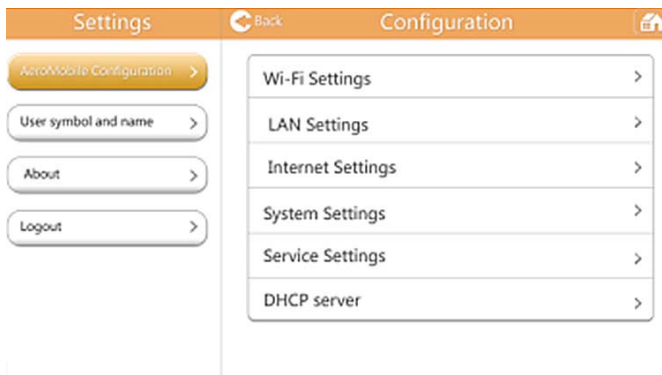 Settings
Back
Configuration
AeroMobile Configuration
User symbol and name
About
Logout
Wi-Fi Settings
LAN Settings
Internet Settings
System Settings
Service Settings
DHCP server